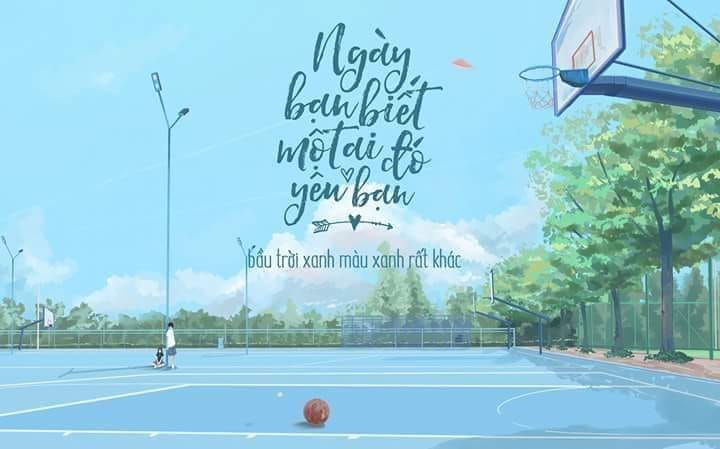 Ngày
bạn biết
một ai đó
yêu bạn
bầu trời xanh màu xanh rất khác